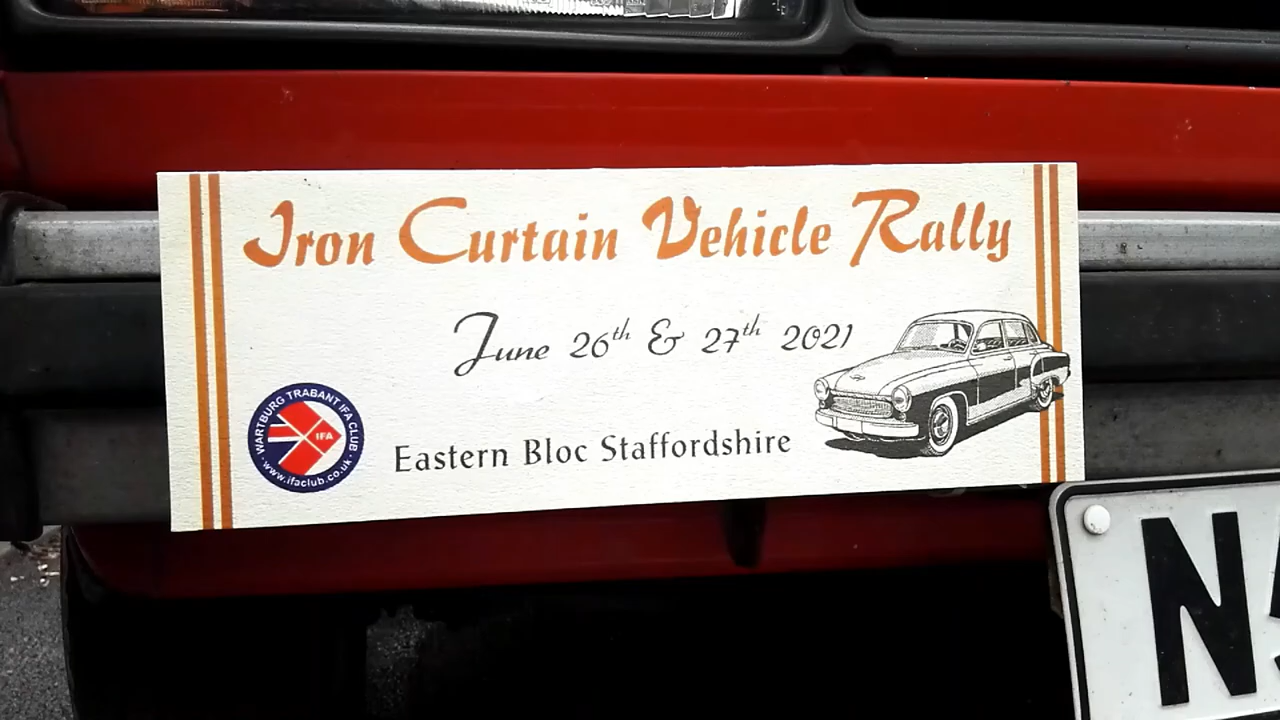 Iron Curtain Vehicle Rally
June 26th & 27th 2021
Eastern Bloc Staffordshire
WARTBURG TRABANT IFA CLUB
IFA
www.ifaclub.co.uk
N